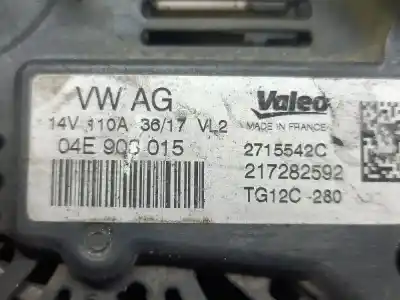 VW AG
Valeo
14V 110A 36/17 VL2
MADE IN FRANCE
04E 903 015
2715542C
217282592
TG12C-280